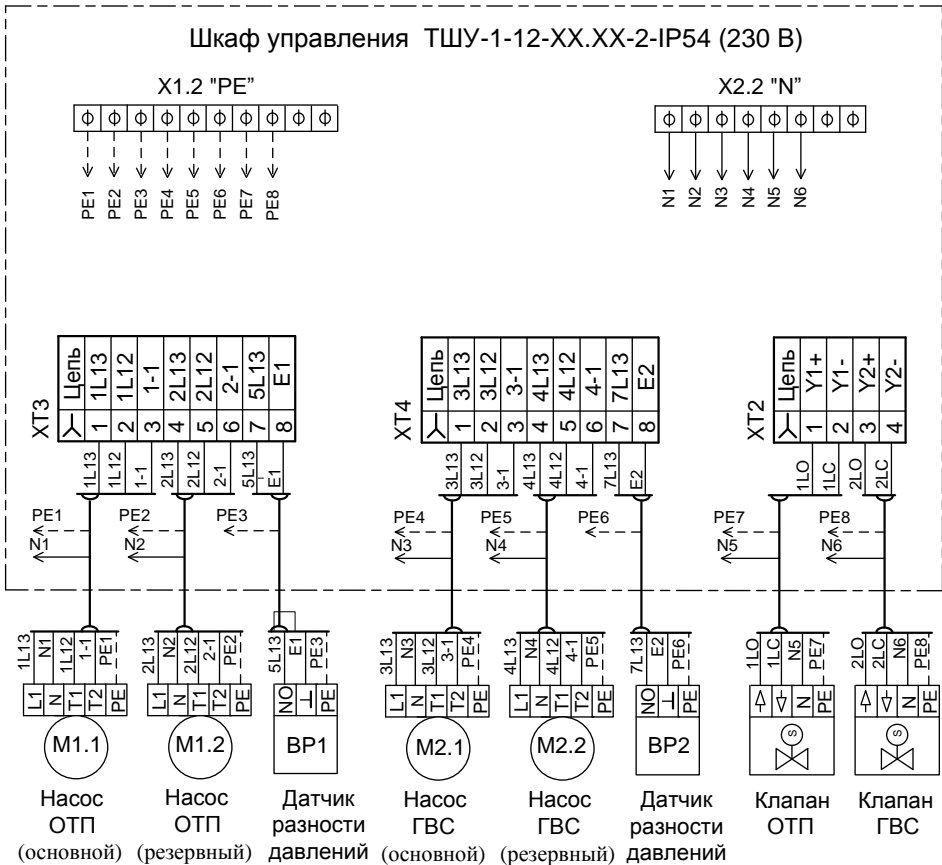 Шкаф управления ТШУ-1-12-ХХ.ХХ-2-IP54 (230 В)
X1.2 "PE”
X2.2 “N”
PE1 PE2 PE3 PE4 PE5 PE6 PE7 PE8
N1 N2 N3 N4 N5 N6
XT3
Цепь 1L13 1L12 1-1 2L13 2L12 2-1 5L13 E1
1 2 3 4 5 6 7 8
XT4
Цепь 3L13 3L12 3-1 4L13 4L12 4-1 7L13 E2
1 2 3 4 5 6 7 8
XT2
Цепь Y1+ Y1- Y2+ Y2-
1 2 3 4
1L13 1L12 1-1 2L13 2L12 2-1 5L13 E1
3L13 3L12 3-1 4L13 4L12 4-1 7L13 E2
1LO 1LC 2LO 2LC
PE1 PE2 PE3 PE4 PE5 PE6 PE7 PE8
N1 N2 N3 N4 N5 N6
1L13 N1 1L12 1-1 PE1
2L13 N2 2L12 2-1 PE2
5L13 E1 PE3
3L13 N3 3L12 3-1 PE4
4L13 N4 4L12 4-1 PE5
7L13 E2 PE6
1LO 1LC N5 PE7
2LO 2LC N6 PE8
L1 N T1 T2 PE
L1 N T1 T2 PE
NO ⊥ PE
L1 N T1 T2 PE
L1 N T1 T2 PE
NO ⊥ PE
N PE
N PE
M1.1 M1.2 BP1 M2.1 M2.2 BP2 S S
Насос
ОТП
(основной)
Насос
ОТП
(резервный)
Датчик
разности
давлений
Насос
ГВС
(основной)
Насос
ГВС
(резервный)
Датчик
разности
давлений
Клапан
ОТП
Клапан
ГВС